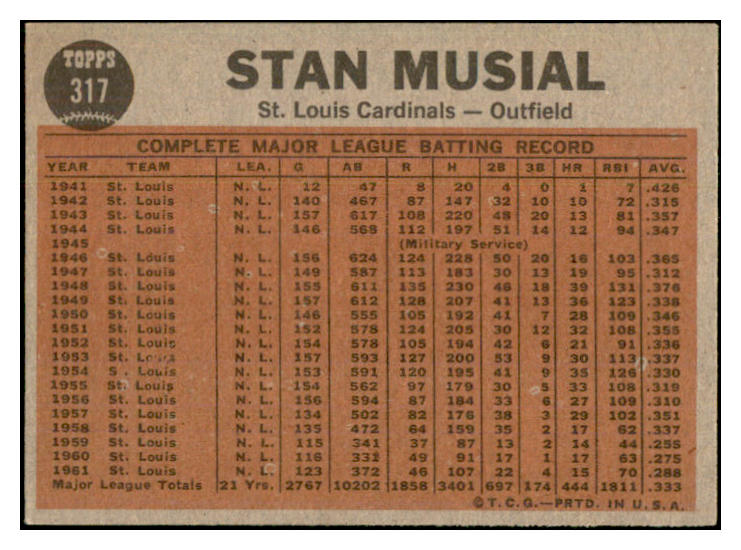 TOPPS
317
STAN MUSIAL
St. Louis Cardinals — Outfield
COMPLETE MAJOR LEAGUE BATTING RECORD
YEAR TEAM LEA. G AB R H 2B 3B HR RBI AVG.
1941 St. Louis N. L. 12 47 8 20 4 0 1 7 .426
1942 St. Louis N. L. 140 467 87 147 32 10 10 72 .315
1943 St. Louis N. L. 157 617 108 220 48 20 13 81 .357
1944 St. Louis N. L. 146 568 112 197 51 14 12 94 .347
1945 (Military Service)
1946 St. Louis N. L. 156 624 124 228 50 20 16 103 .365
1947 St. Louis N. L. 149 587 113 183 30 13 19 95 .312
1948 St. Louis N. L. 155 611 135 230 46 18 39 131 .376
1949 St. Louis N. L. 157 612 128 207 41 13 36 123 .338
1950 St. Louis N. L. 146 555 105 192 41 7 28 109 .346
1951 St. Louis N. L. 152 578 124 205 30 12 32 108 .355
1952 St. Louis N. L. 154 578 105 194 42 6 21 91 .336
1953 St. Louis N. L. 157 593 127 200 53 9 30 113 .337
1954 S . Louis N. L. 153 591 120 195 41 9 35 126 .330
1955 St. Louis N. L. 154 562 97 179 30 5 33 108 .319
1956 St. Louis N. L. 156 594 87 184 33 6 27 109 .310
1957 St. Louis N. L. 134 502 82 176 38 3 29 102 .351
1958 St. Louis N. L. 135 472 64 159 35 2 17 62 .337
1959 St. Louis N. L. 115 341 37 87 13 2 14 44 .255
1960 St. Louis N. L. 116 331 49 91 17 1 17 63 .275
1961 St. Louis N. L. 123 372 46 107 22 4 15 70 .288
Major League Totals 21 Yrs. 2767 10202 1858 3401 697 174 444 1811 .333
© T. C. G.—PRTD. IN U. S. A.